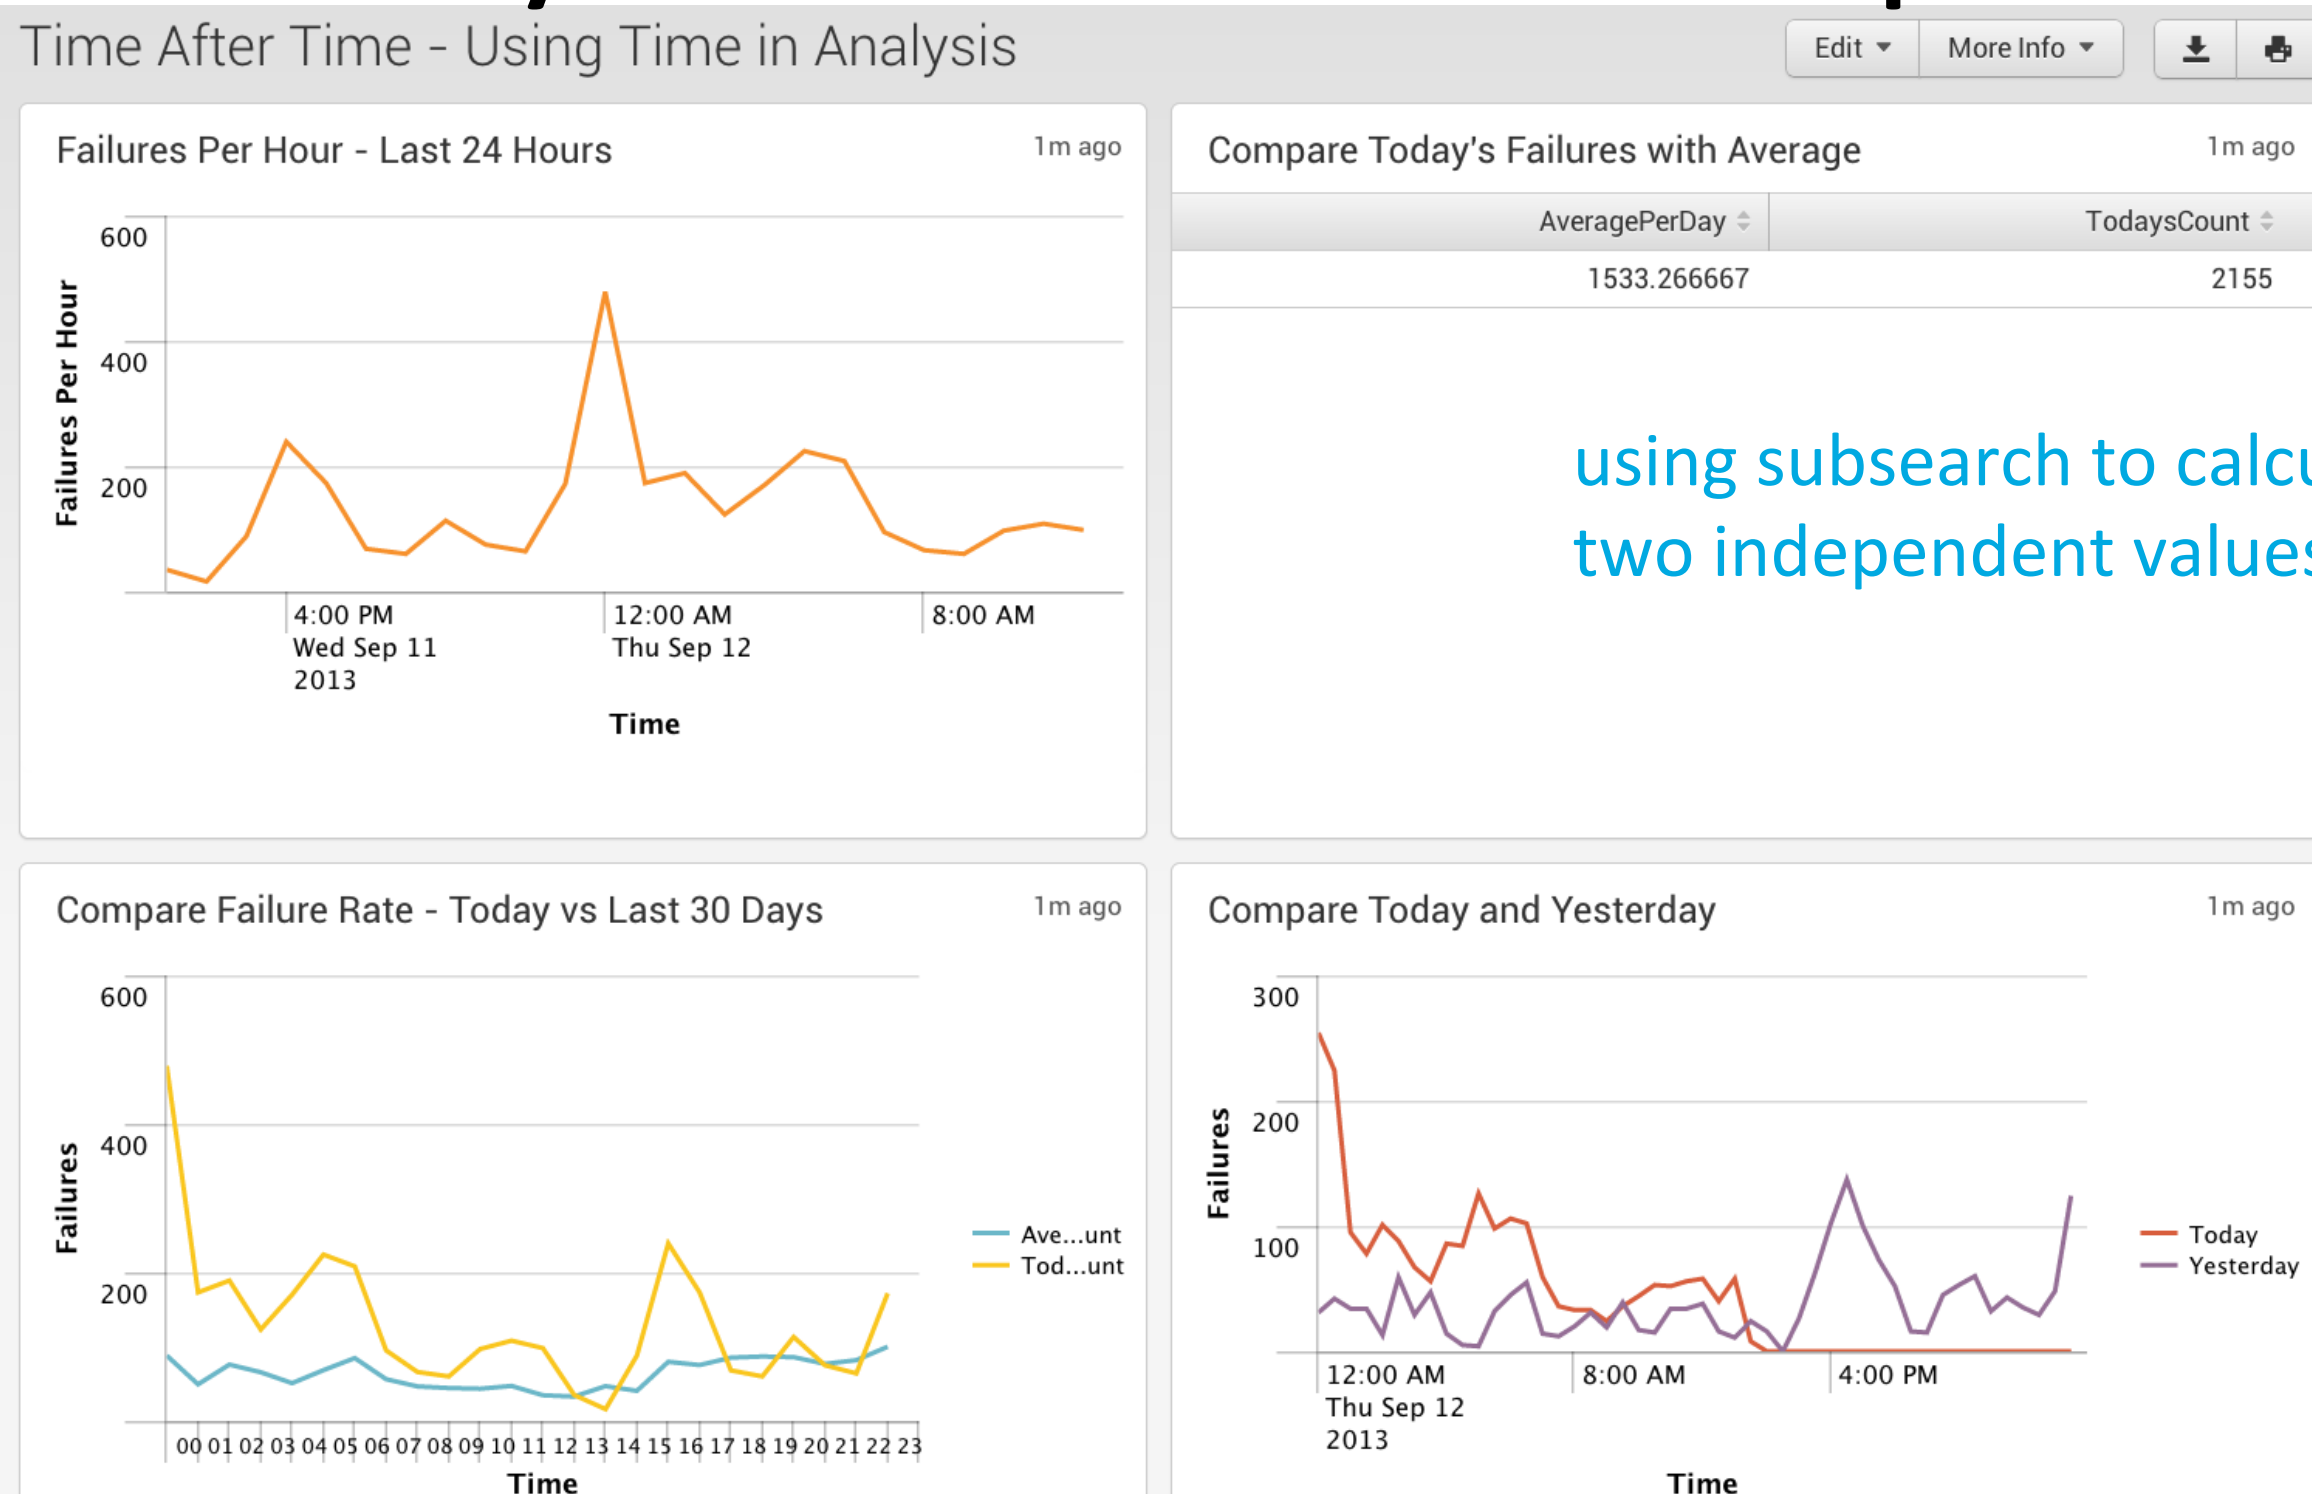 Time After Time - Using Time in Analysis
Edit
More Info
Failures Per Hour - Last 24 Hours
1m ago
600
400
200
Failures Per Hour
4:00 PM
Wed Sep 11
2013
12:00 AM
Thu Sep 12
8:00 AM
Time
Compare Today's Failures with Average
1m ago
AveragePerDay
TodaysCount
1533.266667
2155
using subsearch to
two independent
Compare Failure Rate - Today vs Last 30 Days
1m ago
600
400
200
Failures
00 01 02 03 04 05 06 07 08 09 10 11 12 13 14 15 16 17 18 19 20 21 22 23
Time
Ave...unt
Tod...unt
Compare Today and Yesterday
1m ago
300
200
100
Failures
12:00 AM
Thu Sep 12
2013
8:00 AM
4:00 PM
Time
Today
Yesterday